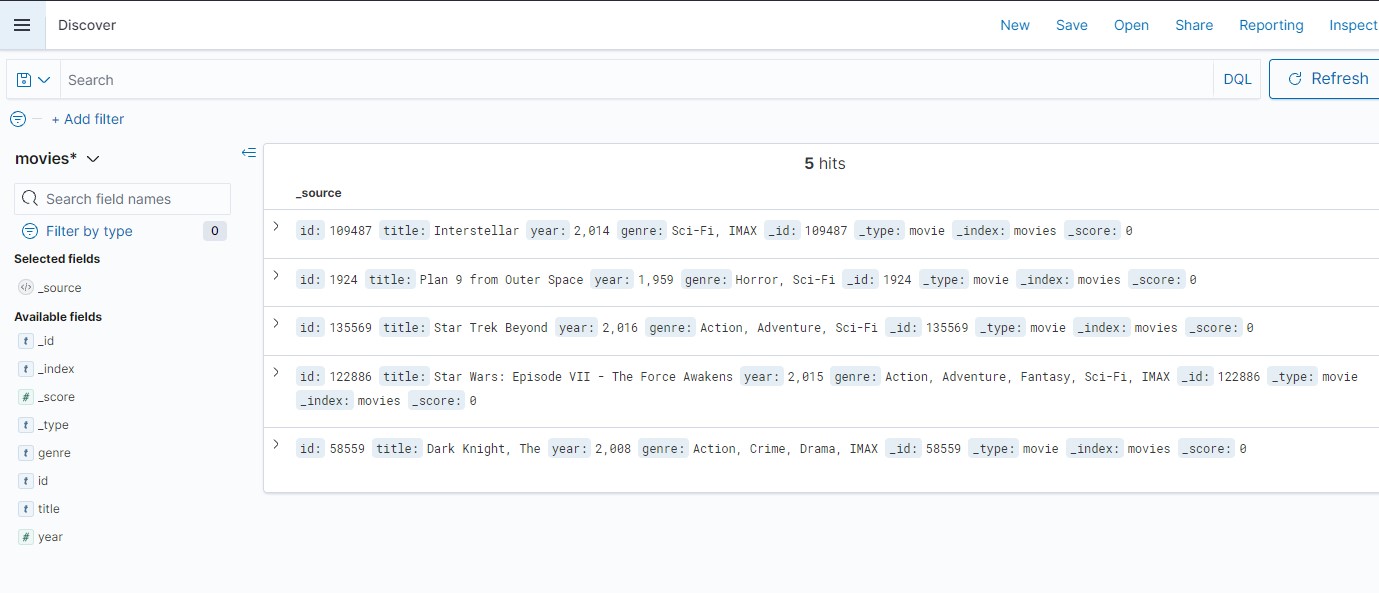 Discover
New Save Open Share Reporting Inspect
Search
DQL
Refresh
+ Add filter
movies*
Search field names
Filter by type 0
Selected fields
_source
Available fields
t _id
t _index
# _score
t _type
t genre
t id
t title
# year
5 hits
_source
id: 109487 title: Interstellar year: 2,014 genre: Sci-Fi, IMAX _id: 109487 _type: movie _index: movies _score: 0
id: 1924 title: Plan 9 from Outer Space year: 1,959 genre: Horror, Sci-Fi _id: 1924 _type: movie _index: movies _score: 0
id: 135569 title: Star Trek Beyond year: 2,016 genre: Action, Adventure, Sci-Fi _id: 135569 _type: movie _index: movies _score: 0
id: 122886 title: Star Wars: Episode VII - The Force Awakens year: 2,015 genre: Action, Adventure, Fantasy, Sci-Fi, IMAX _id: 122886 _type: movie
_index: movies _score: 0
id: 58559 title: Dark Knight, The year: 2,008 genre: Action, Crime, Drama, IMAX _id: 58559 _type: movie _index: movies _score: 0